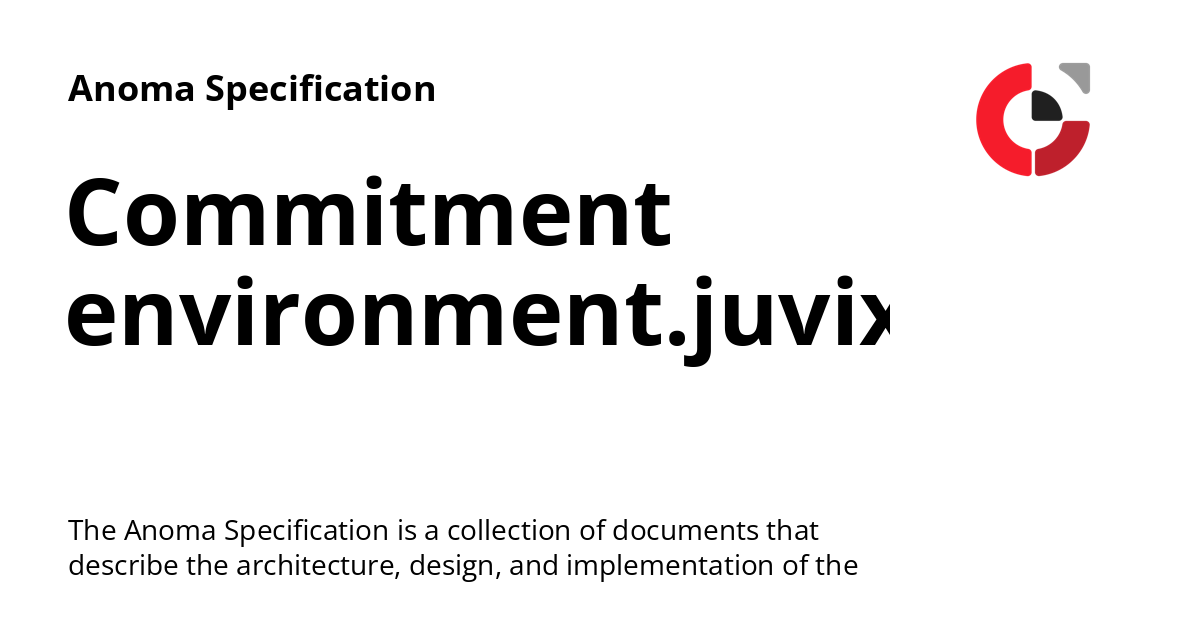 Anoma Specification
Commitment
environment.juvix
The Anoma Specification is a collection of documents that
describe the architecture, design, and implementation of the